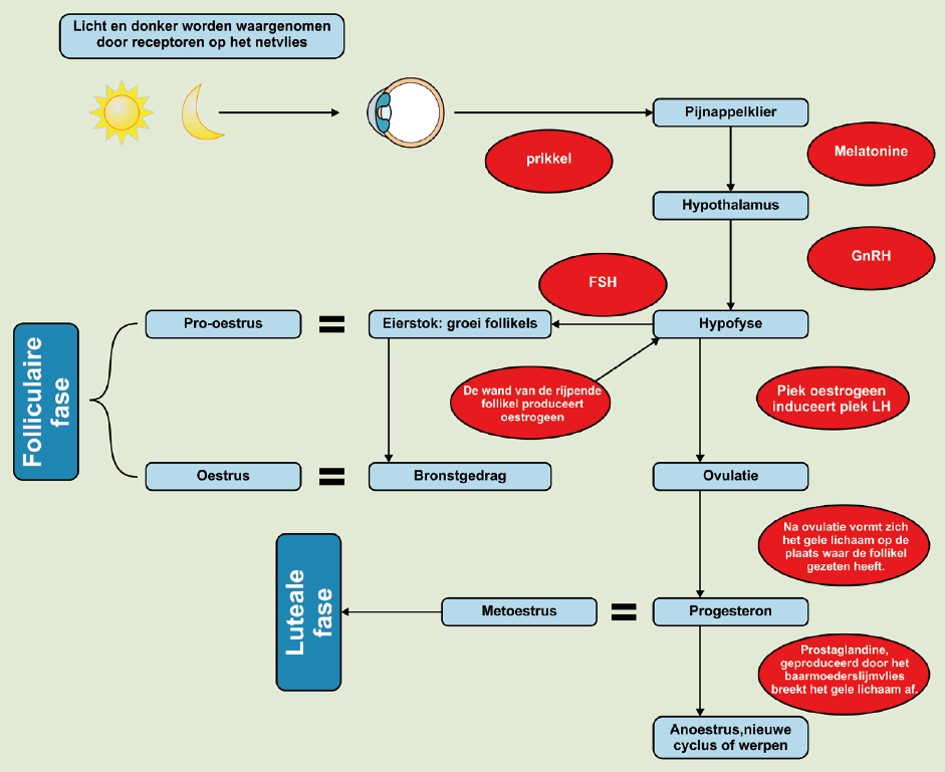 Licht en donker worden waargenomen
door receptoren op het netvlies
Pijnappelklier
prikkel
Melatonine
Hypothalamus
GnRH
FSH
Pro-oestrus
=
Eierstok: groei follikels
Hypofyse
Folliculaire
fase
De wand van de rijpende
follikel produceert
oestrogeen
Piek oestrogeen
induceert piek LH
Oestrus
=
Bronstgedrag
Ovulatie
Na ovulatie vormt zich
het gele lichaam op de
plaats waar de follikel
gezeten heeft.
Luteale
fase
Metoestrus
=
Progesteron
Prostaglandine,
geproduceerd door het
baarmoederslijmvlies
breekt het gele lichaam af.
Anoestrus,nieuwe
cyclus of werpen